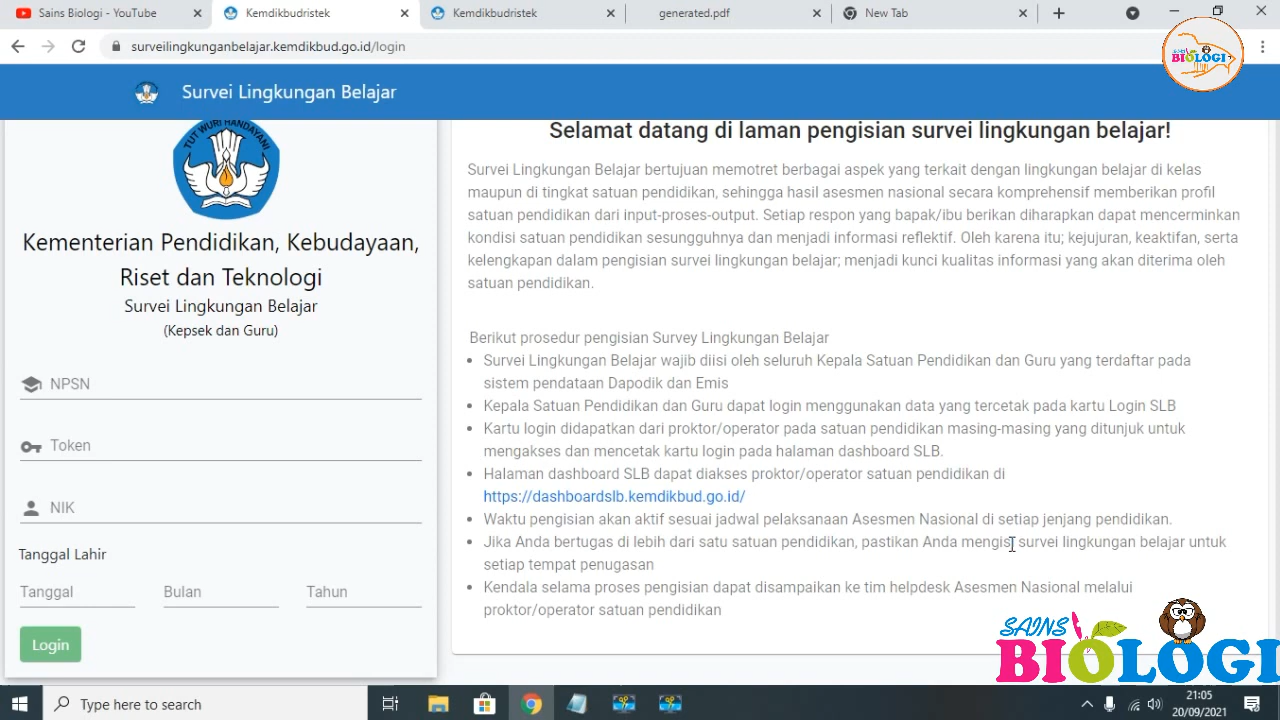 Sains Biologi - YouTube
Kemdikbudristek
Kemdikbudristek
generated.pdf
New Tab
surveilingkunganbelajar.kemdikbud.go.id/login
SAINS
BIOLOGI
Survei Lingkungan Belajar
TUT WURI HANDAYANI
Kementerian Pendidikan, Kebudayaan,
Riset dan Teknologi
Survei Lingkungan Belajar
(Kepsek dan Guru)
NPSN
Token
NIK
Tanggal Lahir
Tanggal Bulan Tahun
Login
Selamat datang di laman pengisian survei lingkungan belajar!
Survei Lingkungan Belajar bertujuan memotret berbagai aspek yang terkait dengan lingkungan belajar di kelas
maupun di tingkat satuan pendidikan, sehingga hasil asesmen nasional secara komprehensif memberikan profil
satuan pendidikan dari input-proses-output. Setiap respon yang bapak/ibu berikan diharapkan dapat mencerminkan
kondisi satuan pendidikan sesungguhnya dan menjadi informasi reflektif. Oleh karena itu; kejujuran, keaktifan, serta
kelengkapan dalam pengisian survei lingkungan belajar; menjadi kunci kualitas informasi yang akan diterima oleh
satuan pendidikan.
Berikut prosedur pengisian Survey Lingkungan Belajar
• Survei Lingkungan Belajar wajib diisi oleh seluruh Kepala Satuan Pendidikan dan Guru yang terdaftar pada
sistem pendataan Dapodik dan Emis
• Kepala Satuan Pendidikan dan Guru dapat login menggunakan data yang tercetak pada kartu Login SLB
• Kartu login didapatkan dari proktor/operator pada satuan pendidikan masing-masing yang ditunjuk untuk
mengakses dan mencetak kartu login pada halaman dashboard SLB.
• Halaman dashboard SLB dapat diakses proktor/operator satuan pendidikan di
https://dashboardslb.kemdikbud.go.id/
• Waktu pengisian akan aktif sesuai jadwal pelaksanaan Asesmen Nasional di setiap jenjang pendidikan.
• Jika Anda bertugas di lebih dari satu satuan pendidikan, pastikan Anda mengisi survei lingkungan belajar untuk
setiap tempat penugasan
• Kendala selama proses pengisian dapat disampaikan ke tim helpdesk Asesmen Nasional melalui
proktor/operator satuan pendidikan
SAINS
BIOLOGI
Type here to search
21:05
20/09/2021